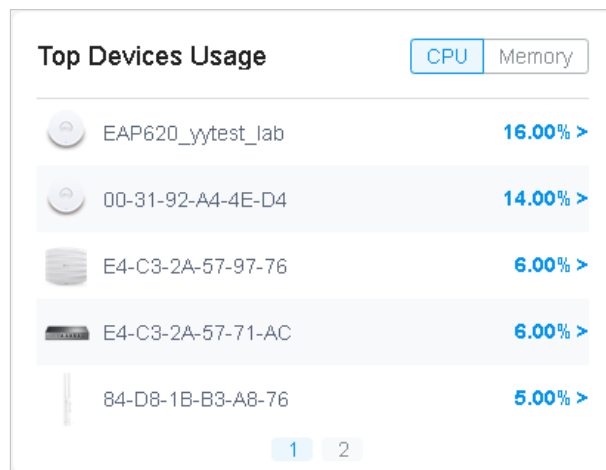 Top Devices Usage CPU Memory
EAP620_yytest_lab 16.00% >
00-31-92-A4-4E-D4 14.00% >
E4-C3-2A-57-97-76 6.00% >
E4-C3-2A-57-71-AC 6.00% >
84-D8-1B-B3-A8-76 5.00% >
1 2